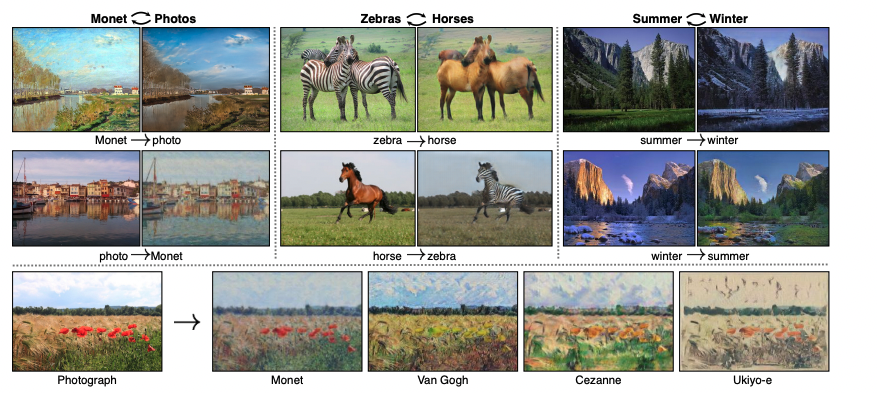 Monet Photos
Zebras Horses
Summer Winter
Monet → photo
zebra → horse
summer → winter
photo → Monet
horse → zebra
winter → summer
Photograph
Monet
Van Gogh
Cezanne
Ukiyo-e